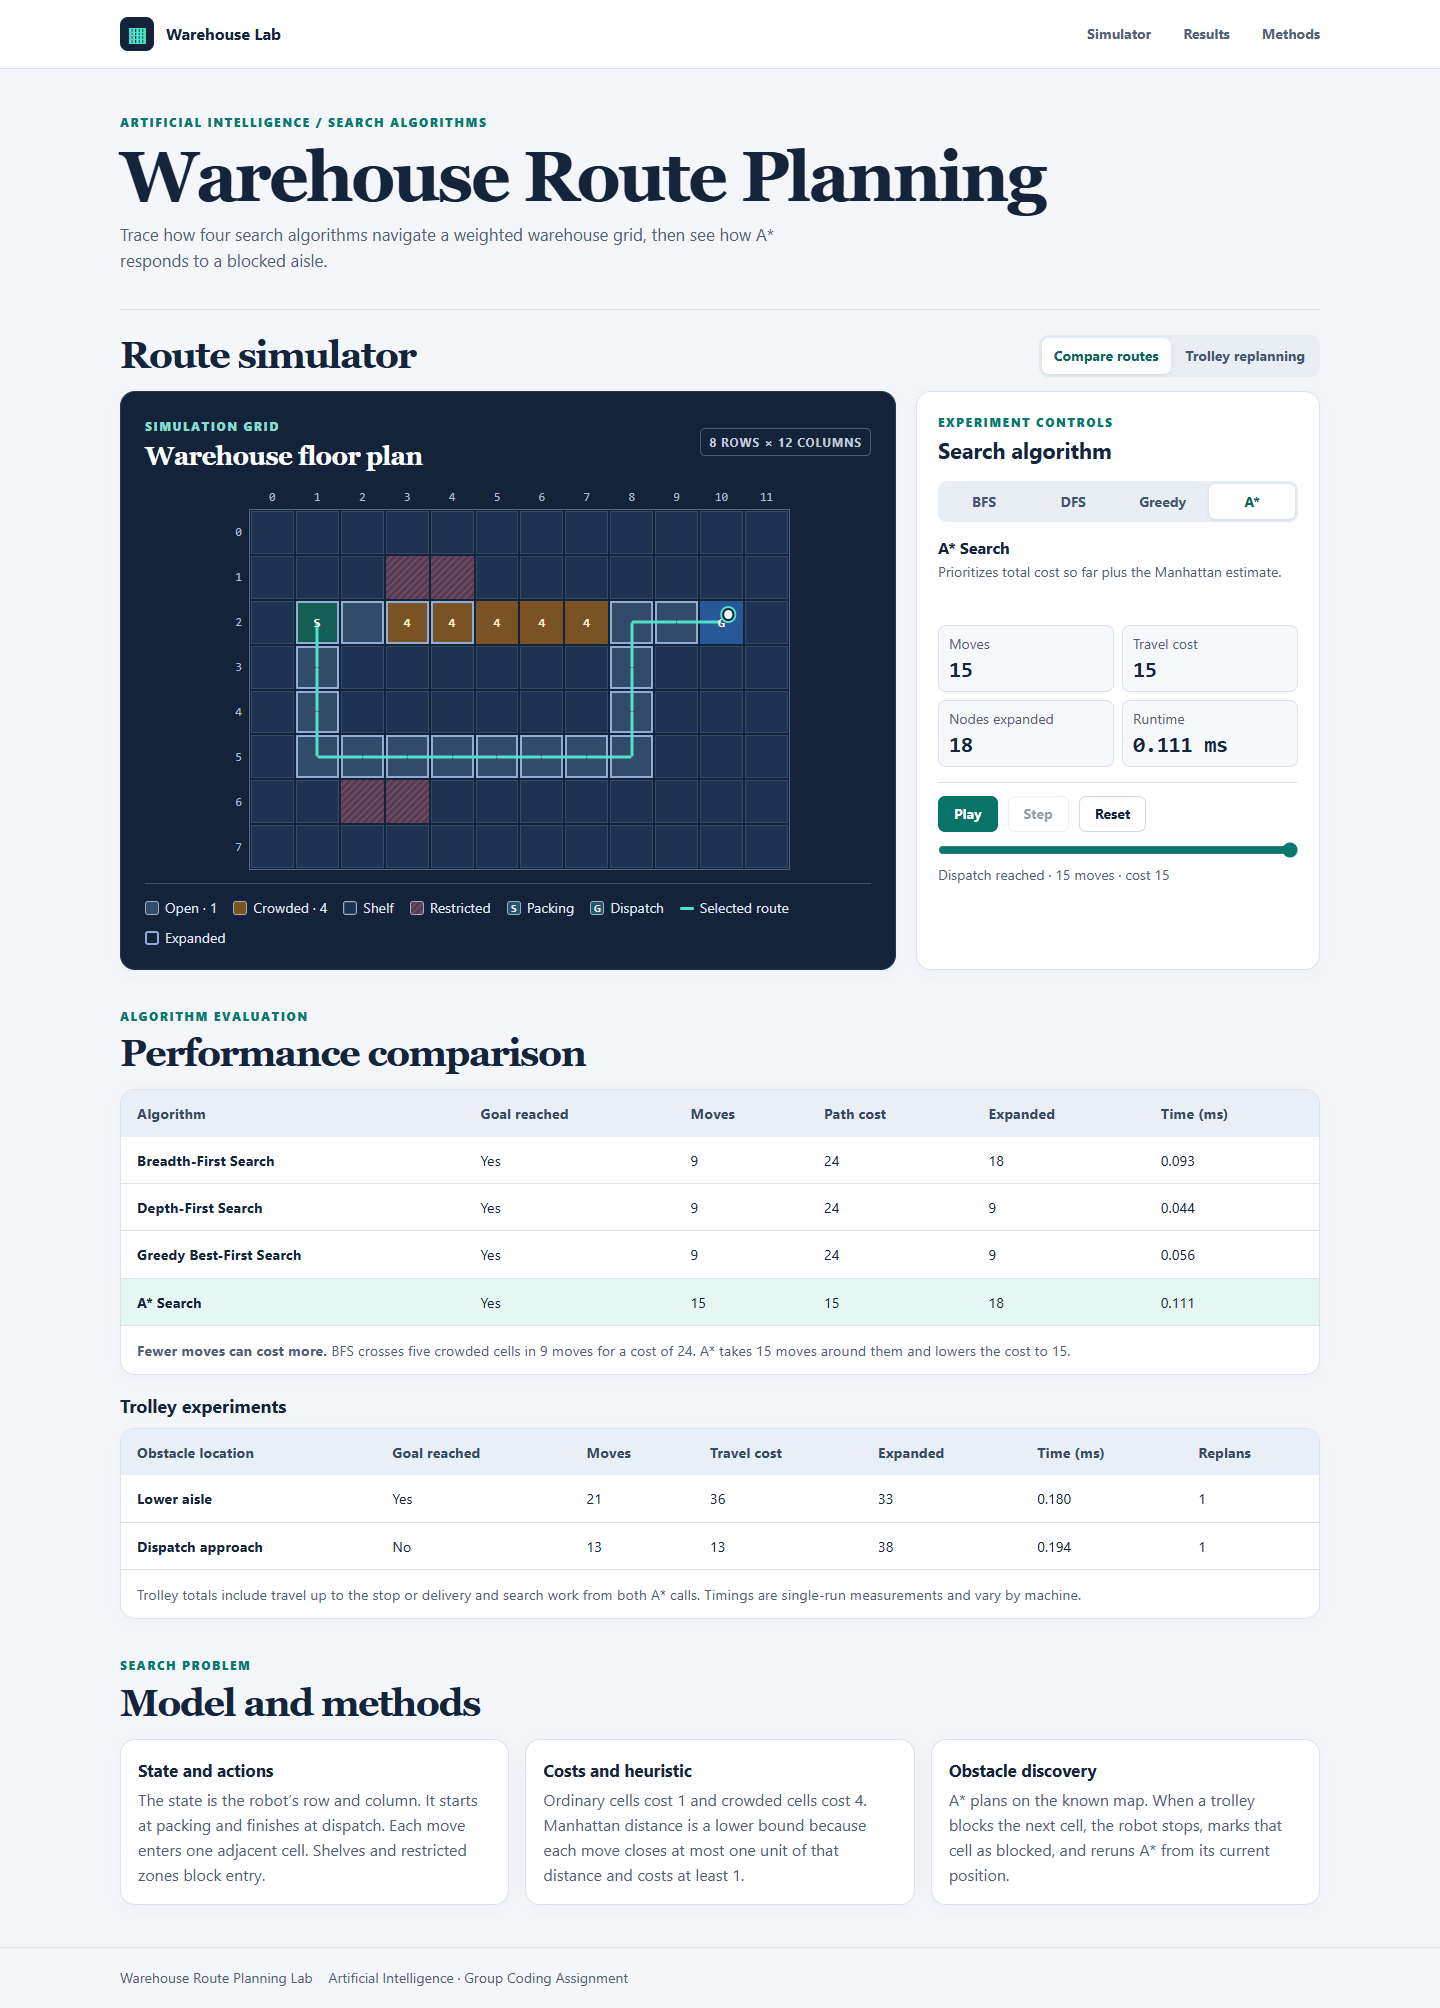 Warehouse Lab
Simulator Results Methods
ARTIFICIAL INTELLIGENCE / SEARCH ALGORITHMS
Warehouse Route Planning
Trace how four search algorithms navigate a weighted warehouse grid, then see how A*
responds to a blocked aisle.
Route simulator
Compare routes Trolley replanning
SIMULATION GRID
Warehouse floor plan
8 ROWS × 12 COLUMNS
0 1 2 3 4 5 6 7 8 9 10 11
0
1
2 S 4 4 4 4 4 G
3
4
5
6
7
Open · 1 Crowded · 4 Shelf Restricted S Packing G Dispatch Selected route
Expanded
EXPERIMENT CONTROLS
Search algorithm
BFS DFS Greedy A*
A* Search
Prioritizes total cost so far plus the Manhattan estimate.
Moves
15
Travel cost
15
Nodes expanded
18
Runtime
0.111 ms
Play Step Reset
Dispatch reached · 15 moves · cost 15
ALGORITHM EVALUATION
Performance comparison
Algorithm Goal reached Moves Path cost Expanded Time (ms)
Breadth-First Search Yes 9 24 18 0.093
Depth-First Search Yes 9 24 9 0.044
Greedy Best-First Search Yes 9 24 9 0.056
A* Search Yes 15 15 18 0.111
Fewer moves can cost more. BFS crosses five crowded cells in 9 moves for a cost of 24. A* takes 15 moves around them and lowers the cost to 15.
Trolley experiments
Obstacle location Goal reached Moves Travel cost Expanded Time (ms) Replans
Lower aisle Yes 21 36 33 0.180 1
Dispatch approach No 13 13 38 0.194 1
Trolley totals include travel up to the stop or delivery and search work from both A* calls. Timings are single-run measurements and vary by machine.
SEARCH PROBLEM
Model and methods
State and actions
The state is the robot's row and column. It starts
at packing and finishes at dispatch. Each move
enters one adjacent cell. Shelves and restricted
zones block entry.
Costs and heuristic
Ordinary cells cost 1 and crowded cells cost 4.
Manhattan distance is a lower bound because
each move closes at most one unit of that
distance and costs at least 1.
Obstacle discovery
A* plans on the known map. When a trolley
blocks the next cell, the robot stops, marks that
cell as blocked, and reruns A* from its current
position.
Warehouse Route Planning Lab Artificial Intelligence · Group Coding Assignment